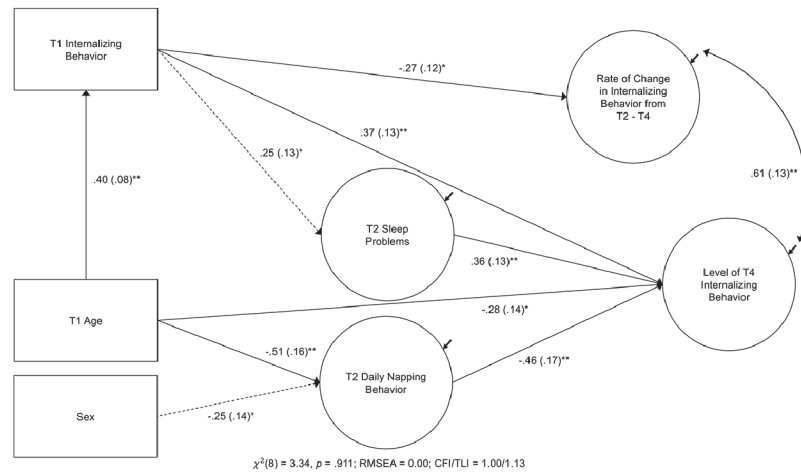 T1 Internalizing
Behavior
-.27 (.12)*
Rate of Change
in Internalizing
Behavior from
T2 - T4
.37 (.13)**
.25 (.13)*
.40 (.08)**
.61 (.13)**
T2 Sleep
Problems
.36 (.13)**
Level of T4
Internalizing
Behavior
T1 Age
-.28 (.14)*
-.51 (.16)**
T2 Daily Napping
Behavior
-.46 (.17)**
Sex
-.25 (.14)*
χ²(8) = 3.34, p = .911; RMSEA = 0.00; CFI/TLI = 1.00/1.13